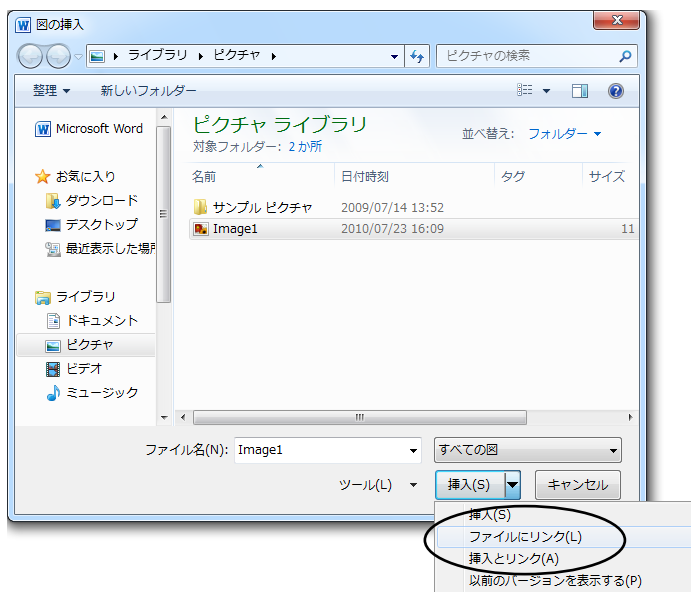 図の挿入
ライブラリ ピクチャ
ピクチャの検索
整理 新しいフォルダー
Microsoft Word
お気に入り
ダウンロード
デスクトップ
最近表示した場所
ライブラリ
ドキュメント
ピクチャ
ビデオ
ミュージック
ピクチャ ライブラリ
対象フォルダー: 2 か所
並べ替え: フォルダー
名前 日付時刻 タグ サイズ
サンプル ピクチャ 2009/07/14 13:52
Image1 2010/07/23 16:09 11
ファイル名(N): Image1 すべての図
ツール(L) 挿入(S) キャンセル
挿入(S)
ファイルにリンク(L)
挿入とリンク(A)
以前のバージョンを表示する(P)